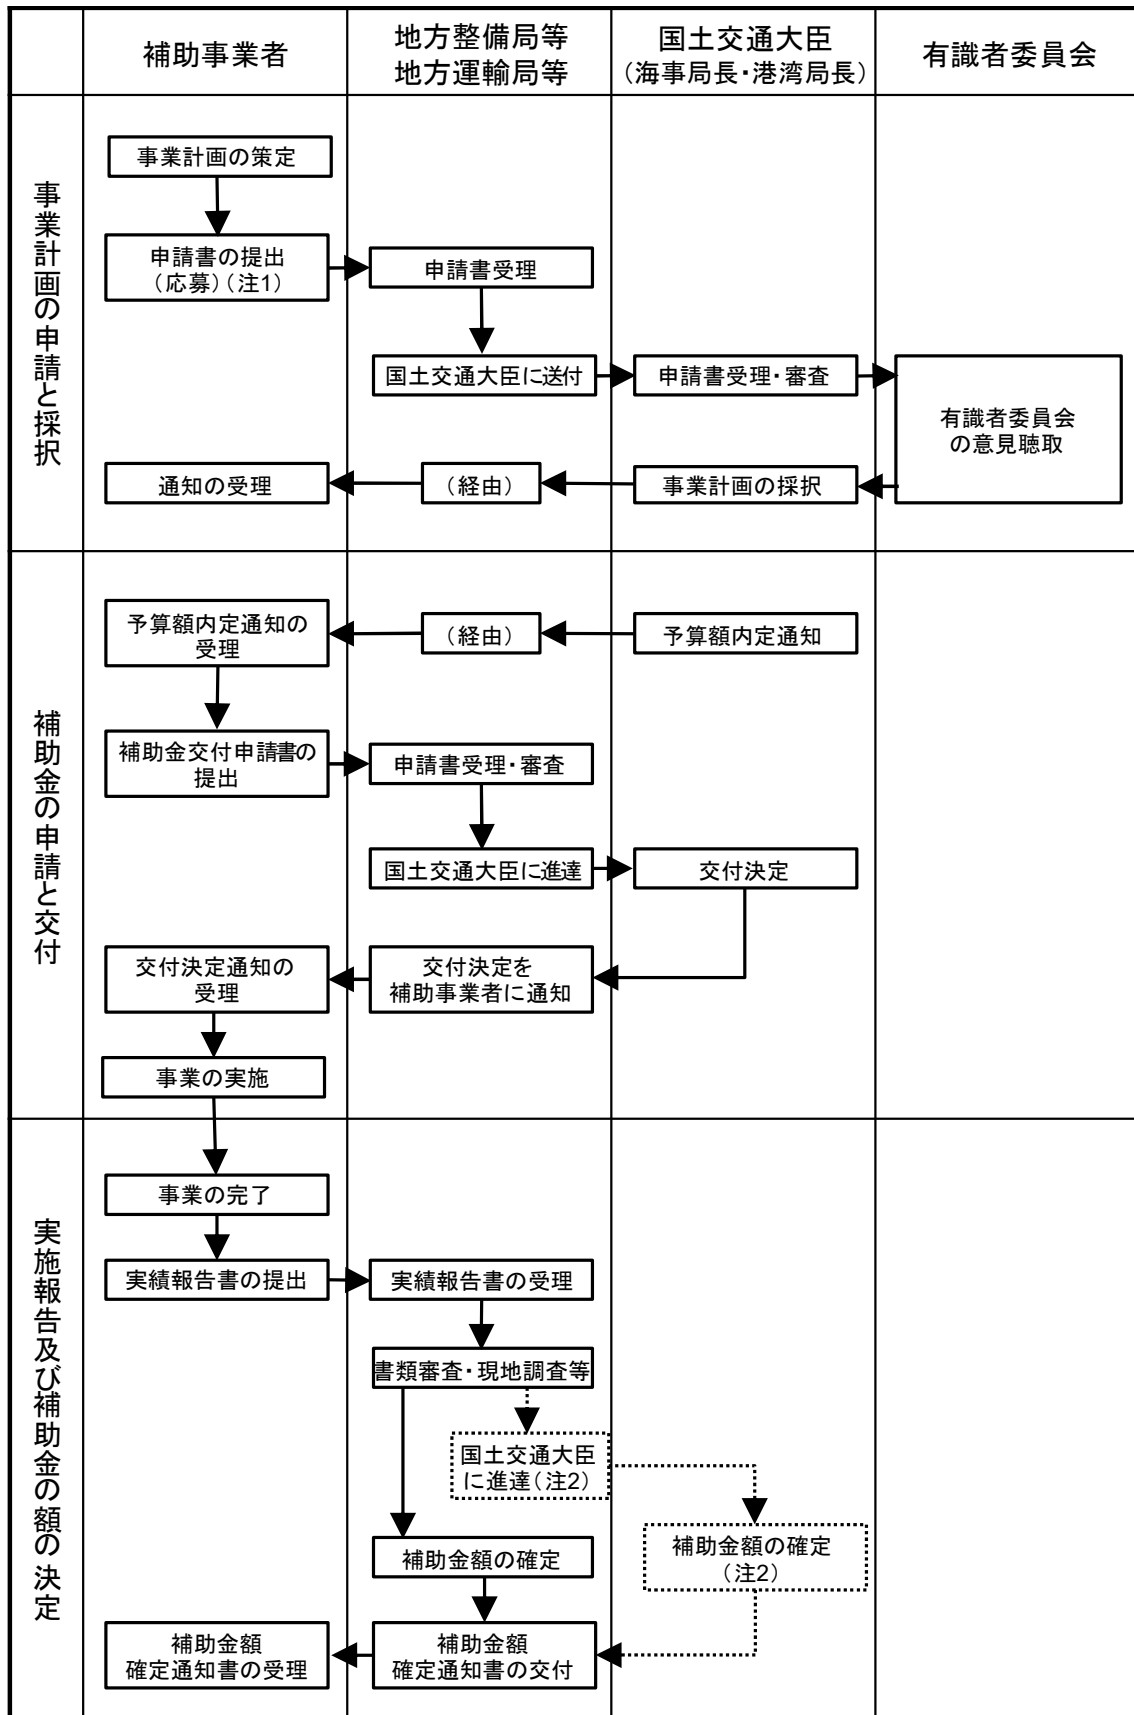 補助事業者
地方整備局等
地方運輸局等
国土交通大臣
（海事局長・港湾局長）
有識者委員会
事業計画の申請と採択
事業計画の策定
申請書の提出
（応募）（注1）
申請書受理
国土交通大臣に送付
申請書受理・審査
有識者委員会
の意見聴取
通知の受理
（経由）
事業計画の採択
補助金の申請と交付
予算額内定通知の
受理
（経由）
予算額内定通知
補助金交付申請書の
提出
申請書受理・審査
国土交通大臣に進達
交付決定
交付決定通知の
受理
交付決定を
補助事業者に通知
事業の実施
実施報告及び補助金の額の決定
事業の完了
実績報告書の提出
実績報告書の受理
書類審査・現地調査等
国土交通大臣
に進達（注2）
補助金額の確定
補助金額の確定
（注2）
補助金額
確定通知書の受理
補助金額
確定通知書の交付